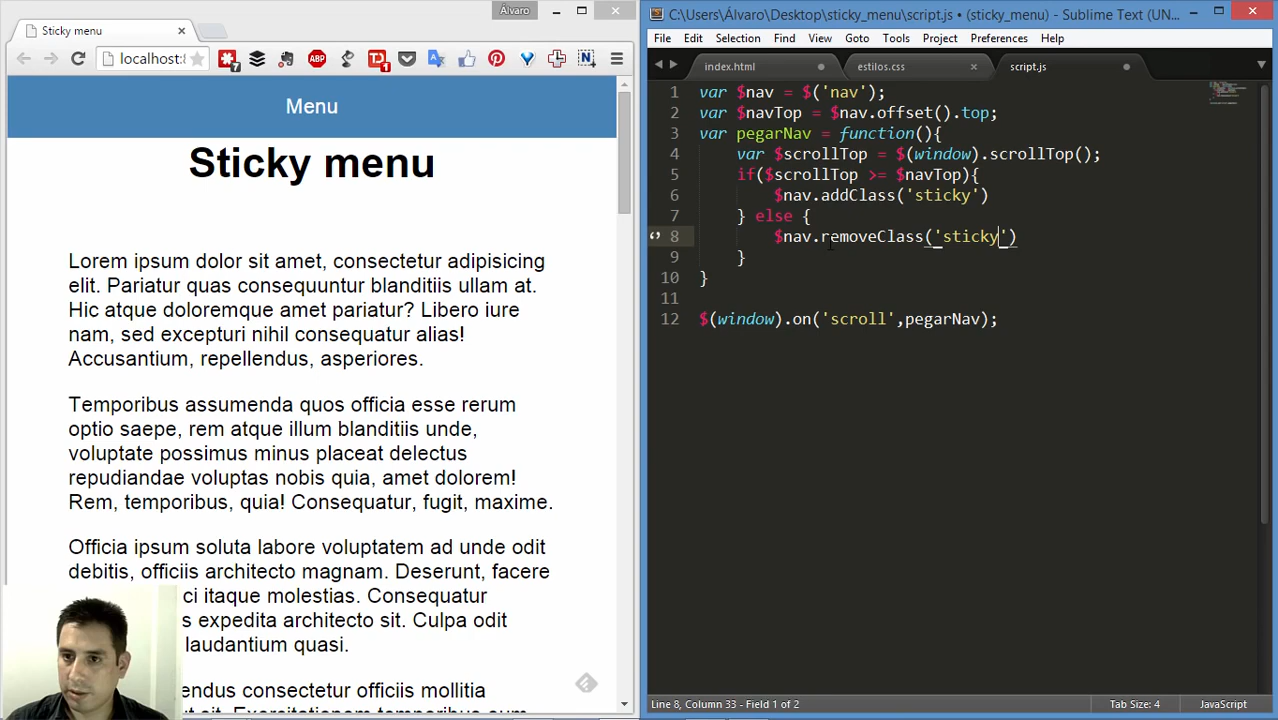 Álvaro
Sticky menu
localhost:
7
ABP
1
N
Menu
Sticky menu
Lorem ipsum dolor sit amet, consectetur adipisicing
elit. Pariatur quas consequuntur blanditiis ullam at.
Hic atque doloremque amet pariatur? Libero iure
nam, sed excepturi nihil consequatur alias!
Accusantium, repellendus, asperiores.
Temporibus assumenda quos officia esse rerum
optio saepe, rem atque illum blanditiis unde,
voluptate possimus minus placeat delectus
repudiandae voluptas nobis quia, amet dolorem!
Rem, temporibus, quia! Consequatur, fugit, maxime.
Officia ipsum soluta labore voluptatem ad unde odit
debitis, officiis architecto magnam. Deserunt, facere
ci itaque molestias. Consequatur
s expedita architecto sit. Culpa odit
laudantium quasi.
endus consectetur officiis mollitia
C:\Users\Álvaro\Desktop\sticky_menu\script.js • (sticky_menu) - Sublime Text (UN...
File Edit Selection Find View Goto Tools Project Preferences Help
index.html estilos.css script.js
1 var $nav = $('nav');
2 var $navTop = $nav.offset().top;
3 var pegarNav = function(){
4 var $scrollTop = $(window).scrollTop();
5 if($scrollTop >= $navTop){
6 $nav.addClass('sticky')
7 } else {
8 $nav.removeClass('sticky')
9 }
10 }
11
12 $(window).on('scroll',pegarNav);
Line 8, Column 33 - Field 1 of 2
Tab Size: 4
JavaScript